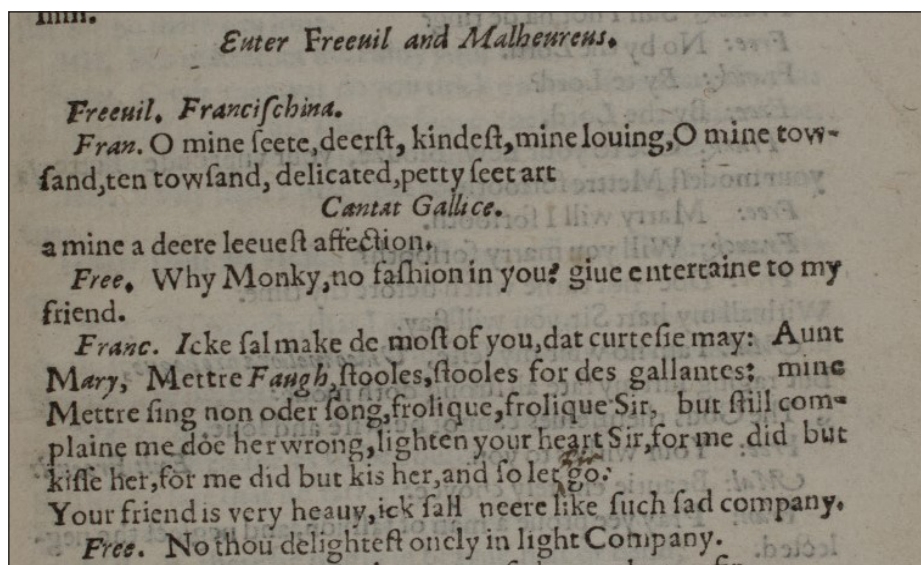 Enter Freeuil and Malheureus.
Freeuil. Franciſchina.
Fran. O mine ſeete, deerſt, kindeſt, mine louing, O mine tow-
ſand, ten towſand, delicated, petty ſeet art
Cantat Gallice.
a mine a deere leeueſt affection.
Free. Why Monky, no faſhion in you? giue entertaine to my
friend.
Franc. Icke ſal make de moſt of you, dat curteſie may: Aunt
Mary, Mettre Faugh, ſtooles, ſtooles for des gallantes: mine
Mettre ſing non oder ſong, frolique, frolique Sir, but ſtill com-
plaine me doe her wrong, lighten your heart Sir, for me did but
kiſſe her, for me did but kis her, and ſo let go:
Your friend is very heauy, ick ſall neere like ſuch ſad company.
Free. No thou delighteſt onely in light Company.